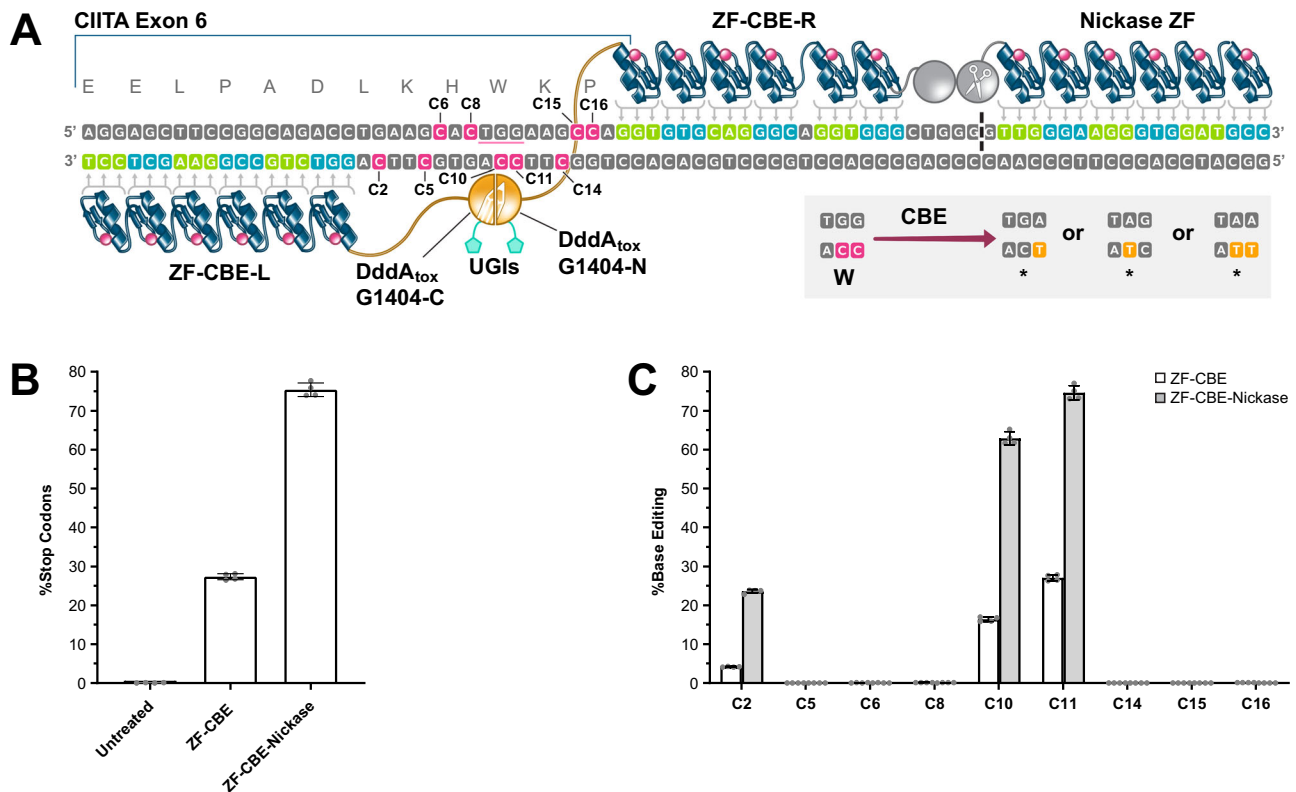 A
CIITA Exon 6
ZF-CBE-R
Nickase ZF
E E L P A D L K H W K P
C6 C8 C15 C16
5' AGGAGCTTCCGGCAGACCTGAAGCACTGGAAGCCAGGTGTGCAGGGCAGGTGGGCTGGGGTTGGGAAGGGTGGATGCC 3'
3' TCCTCGAAGGCCGTCTGGACTTCGTGACCTTCGGTCCACACGTCCCGTCCACCCGACCCCAACCCTTCCCACCTACGG 5'
C2 C5 C10 C11 C14
ZF-CBE-L
DddAtox
G1404-C
UGIs
DddAtox
G1404-N
TGG CBE TGA or TAG or TAA
ACC ACT ATC ATT
W * * *
B
%Stop Codons
80
70
60
50
40
30
20
10
0
Untreated
ZF-CBE
ZF-CBE-Nickase
C
ZF-CBE
ZF-CBE-Nickase
%Base Editing
80
70
60
50
40
30
20
10
0
C2 C5 C6 C8 C10 C11 C14 C15 C16